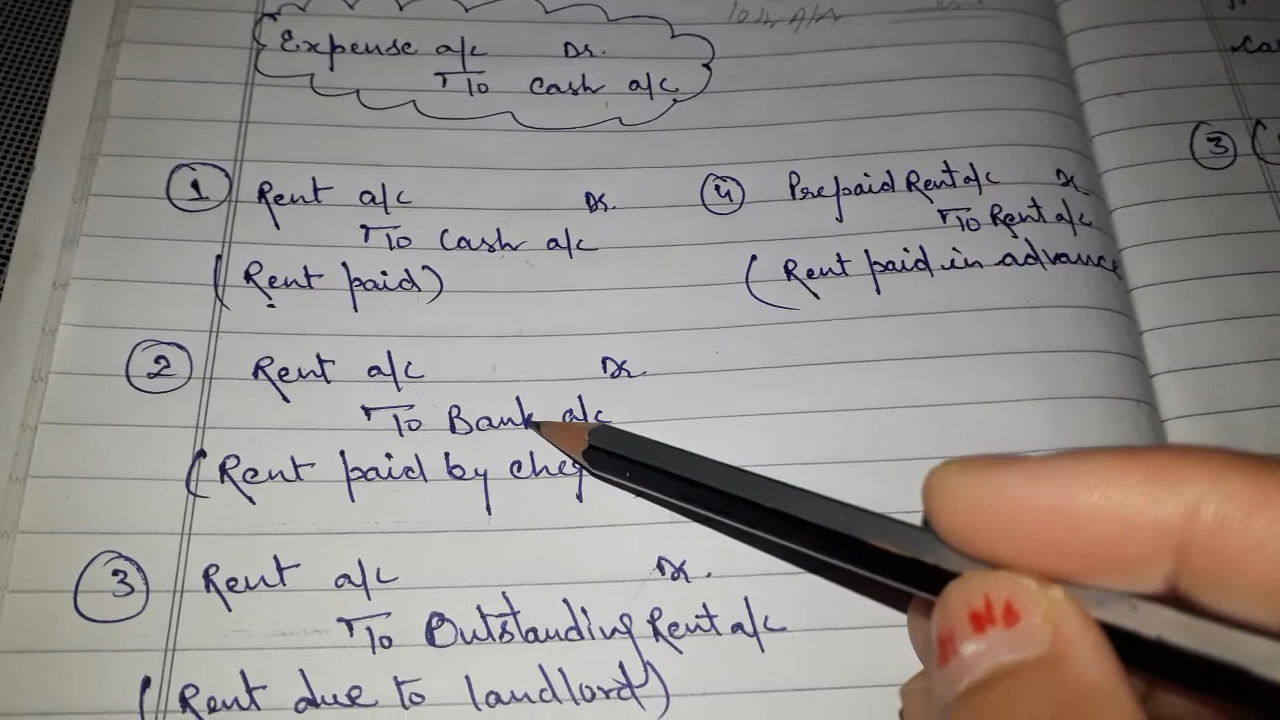 Expense a/c Dr.
To Cash a/c
① Rent a/c Dr.
To Cash a/c
(Rent paid)
② Rent a/c Dr
To Bank a/c
(Rent paid by cheq
③ Rent a/c Dr.
To Outstanding Rent a/c
(Rent due to landlord)
④ Prepaid Rent a/c Dr
To Rent a/c
(Rent paid in advance
③ (